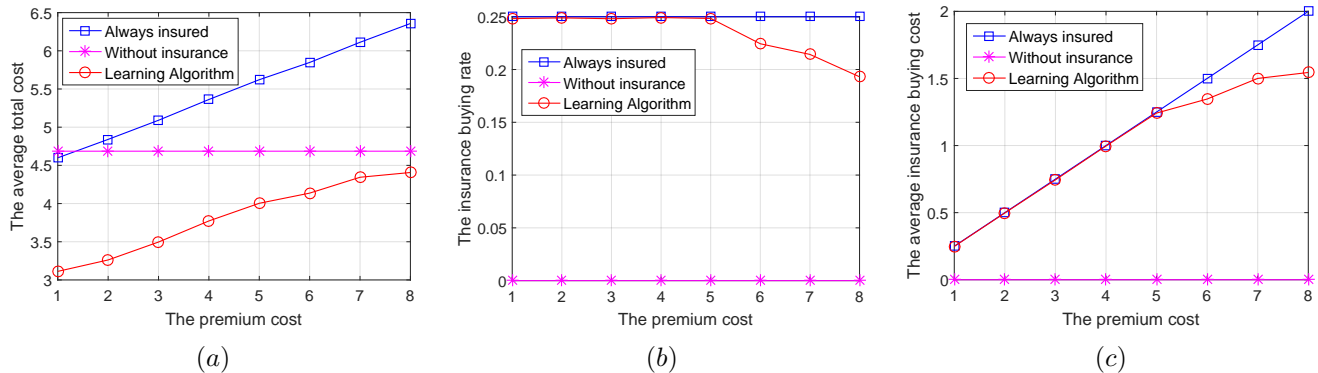 The average total cost
6.5
6
5.5
5
4.5
4
3.5
3
1 2 3 4 5 6 7 8
The premium cost
Always insured
Without insurance
Learning Algorithm
(a)
The insurance buying rate
0.25
0.2
0.15
0.1
0.05
0
1 2 3 4 5 6 7 8
The premium cost
Always insured
Without insurance
Learning Algorithm
(b)
The average insurance buying cost
2
1.5
1
0.5
0
1 2 3 4 5 6 7 8
The premium cost
Always insured
Without insurance
Learning Algorithm
(c)